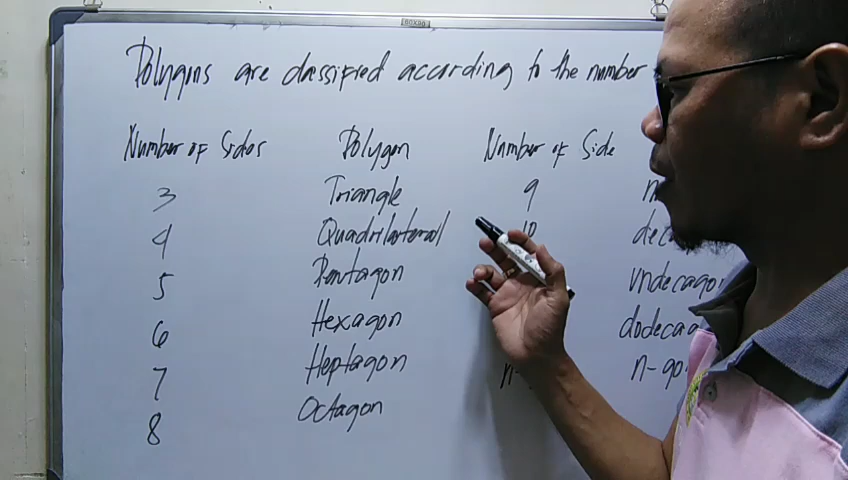 Polygons are classified according to the number
Number of Sides Polygon Number of Side
3 Triangle 9
4 Quadrilateral 10
5 Pentagon undecagon
6 Hexagon
7 Heptagon
8 Octagon